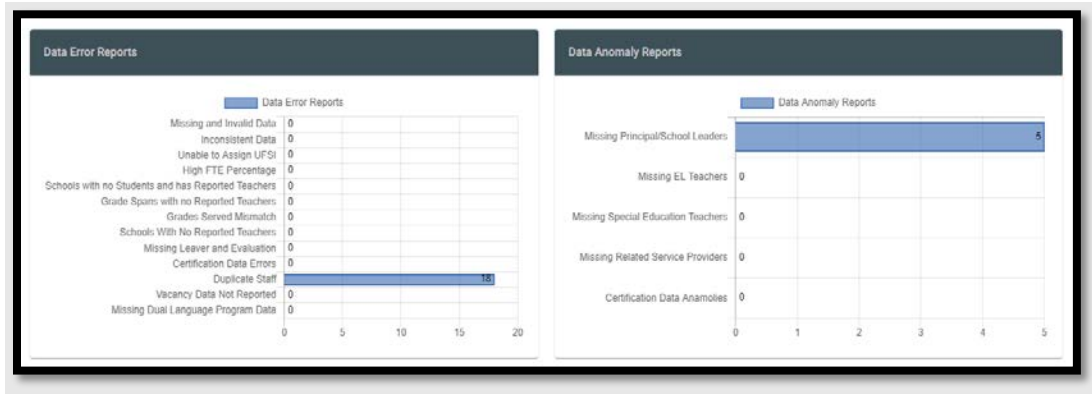 Data Error Reports
Data Error Reports
Missing and Invalid Data 0
Inconsistent Data 0
Unable to Assign UFSI 0
High FTE Percentage 0
Schools with no Students and has Reported Teachers 0
Grade Spans with no Reported Teachers 0
Grades Served Mismatch 0
Schools With No Reported Teachers 0
Missing Leaver and Evaluation 0
Certification Data Errors 0
Duplicate Staff 18
Vacancy Data Not Reported 0
Missing Dual Language Program Data 0
0 5 10 15 20
Data Anomaly Reports
Data Anomaly Reports
Missing Principal/School Leaders 5
Missing EL Teachers 0
Missing Special Education Teachers 0
Missing Related Service Providers 0
Certification Data Anamolies 0
0 1 2 3 4 5